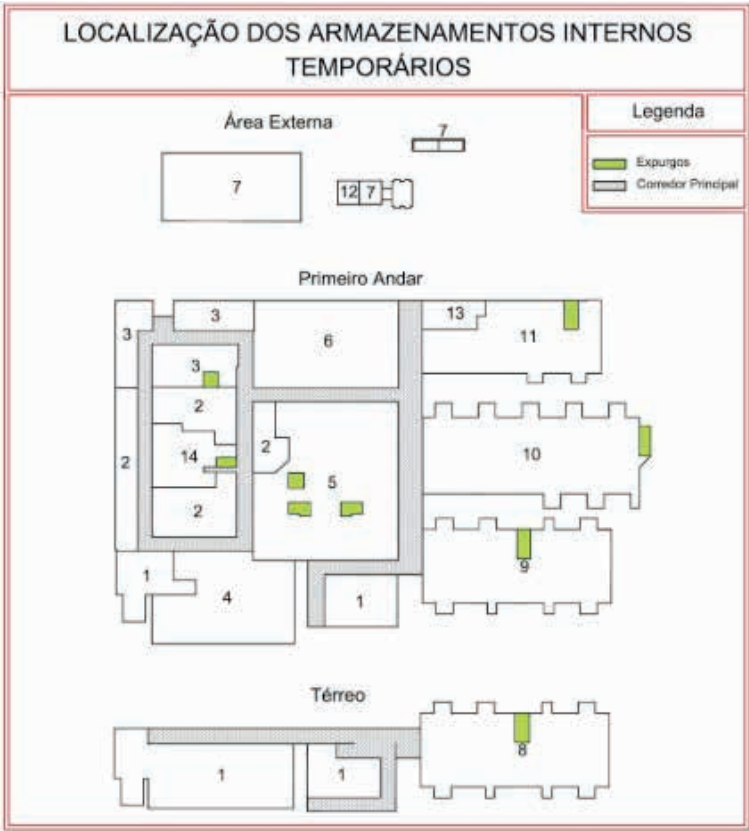 LOCALIZAÇÃO DOS ARMAZENAMENTOS INTERNOS
TEMPORÁRIOS
Legenda
Expurgos
Corredor Principal
Área Externa
7
7
12 7
Primeiro Andar
3
3
6
13
11
3
2
2
2
14
5
10
2
9
1
4
1
Térreo
1
1
8